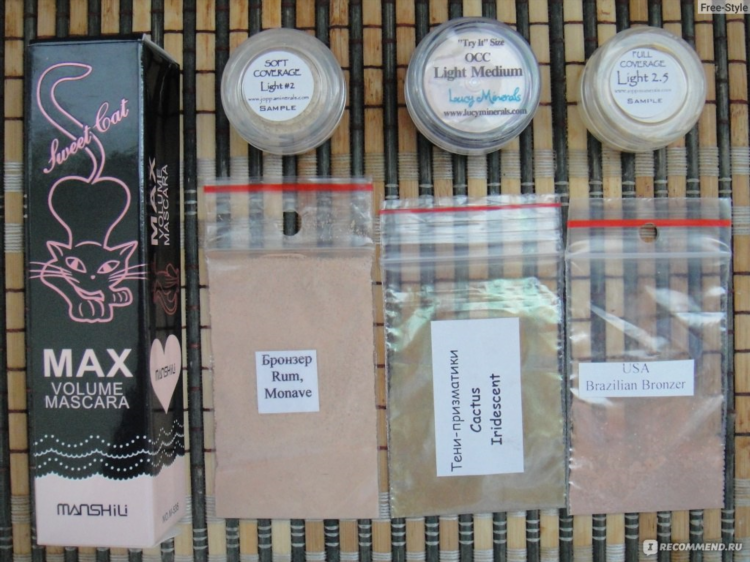 Free-Style
Sweet Cat
MAX
VOLUME
MASCARA
MANSHILI
MAX
VOLUME
MASCARA
MANSHILI
SOFT
COVERAGE
Light #2
SAMPLE
"Try It" Size
OCC
Light Medium
Lucy Minerals
www.lucyminerals.com
FULL
COVERAGE
Light 2.5
SAMPLE
Бронзер
Rum,
Monave
Тени-призматики
Cactus
Iridescent
USA
Brazilian Bronzer
IRECOMMEND.RU